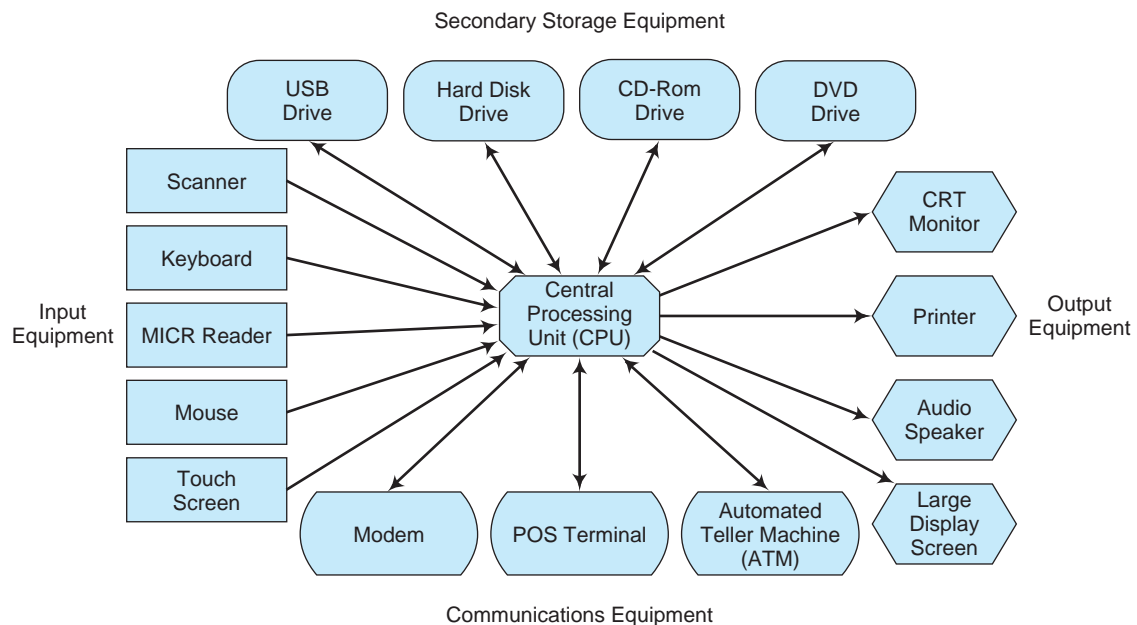 Secondary Storage Equipment
USB
Drive
Hard Disk
Drive
CD-Rom
Drive
DVD
Drive
Scanner
Keyboard
MICR Reader
Mouse
Touch
Screen
Input
Equipment
Central
Processing
Unit (CPU)
CRT
Monitor
Printer
Audio
Speaker
Large
Display
Screen
Output
Equipment
Modem
POS Terminal
Automated
Teller Machine
(ATM)
Communications Equipment